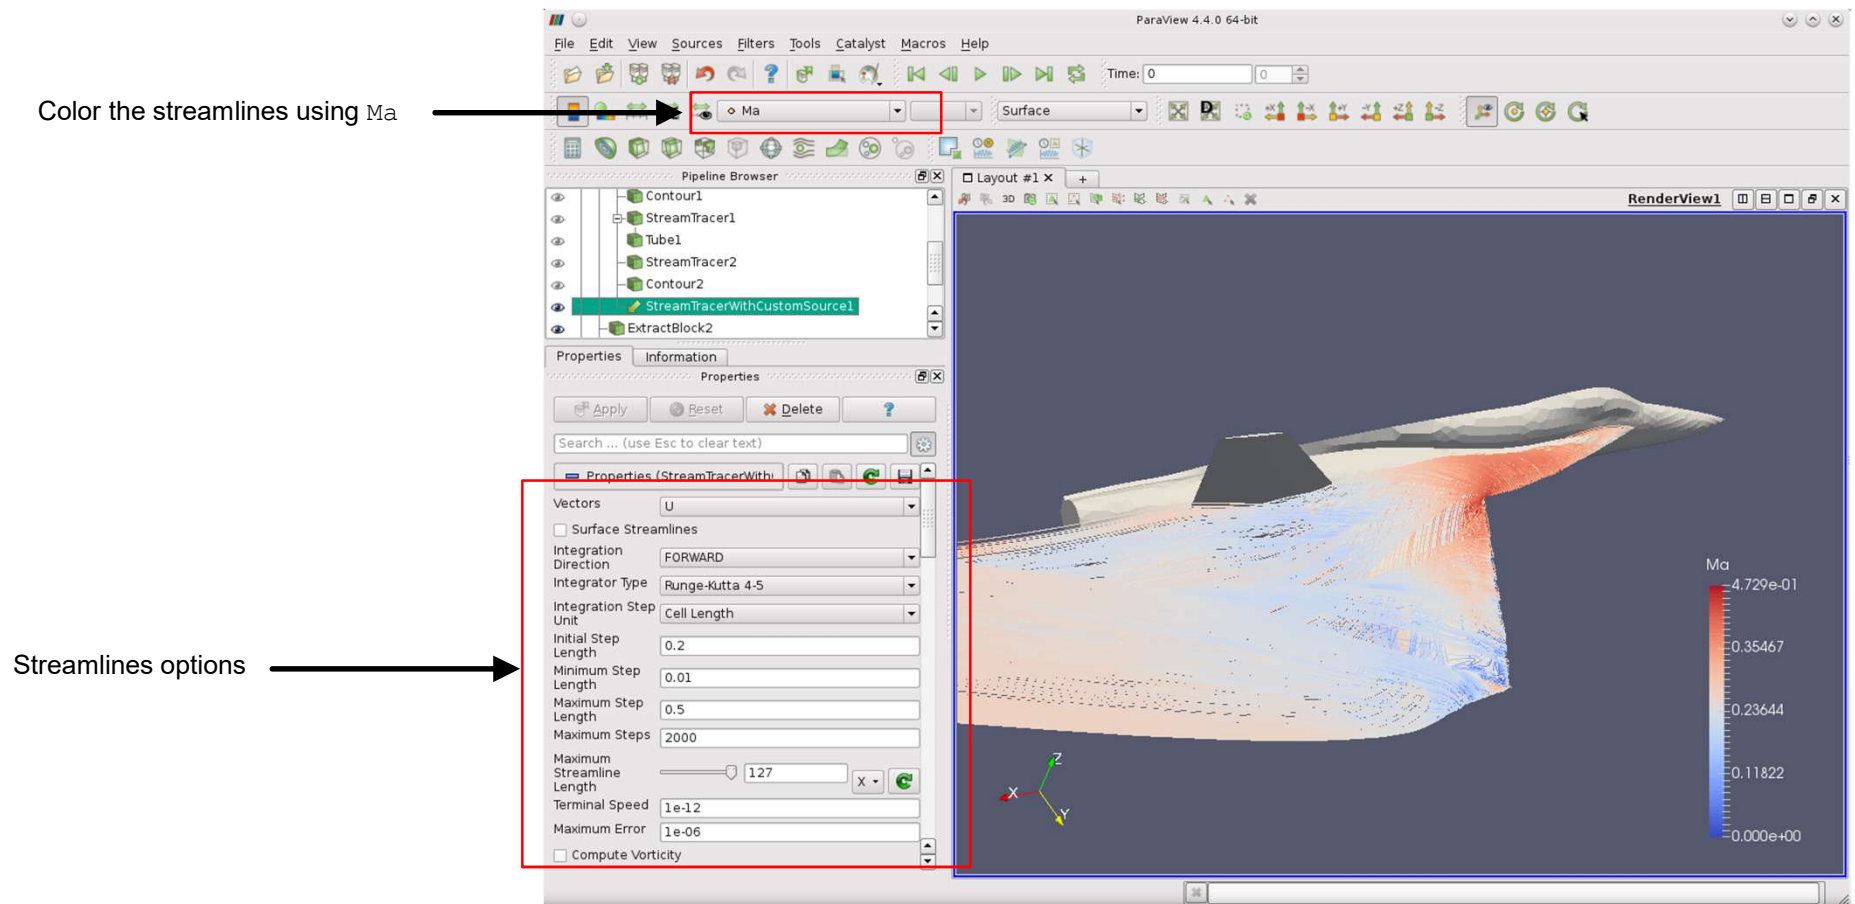 ParaView 4.4.0 64-bit
File Edit View Sources Filters Tools Catalyst Macros Help
Time: 0 0
Color the streamlines using Ma
Ma Surface
Pipeline Browser
Layout #1
3D
RenderView1
Contour1
StreamTracer1
Tube1
StreamTracer2
Contour2
StreamTracerWithCustomSource1
ExtractBlock2
Properties Information
Properties
Apply Reset Delete ?
Search ... (use Esc to clear text)
Properties (StreamTracerWith
Vectors U
Surface Streamlines
Integration Direction FORWARD
Integrator Type Runge-Kutta 4-5
Integration Step Unit Cell Length
Initial Step Length 0.2
Minimum Step Length 0.01
Maximum Step Length 0.5
Maximum Steps 2000
Maximum Streamline Length 127 X
Terminal Speed 1e-12
Maximum Error 1e-06
Compute Vorticity
Streamlines options
Ma
4.729e-01
0.35467
0.23644
0.11822
0.000e+00
Z
X
Y